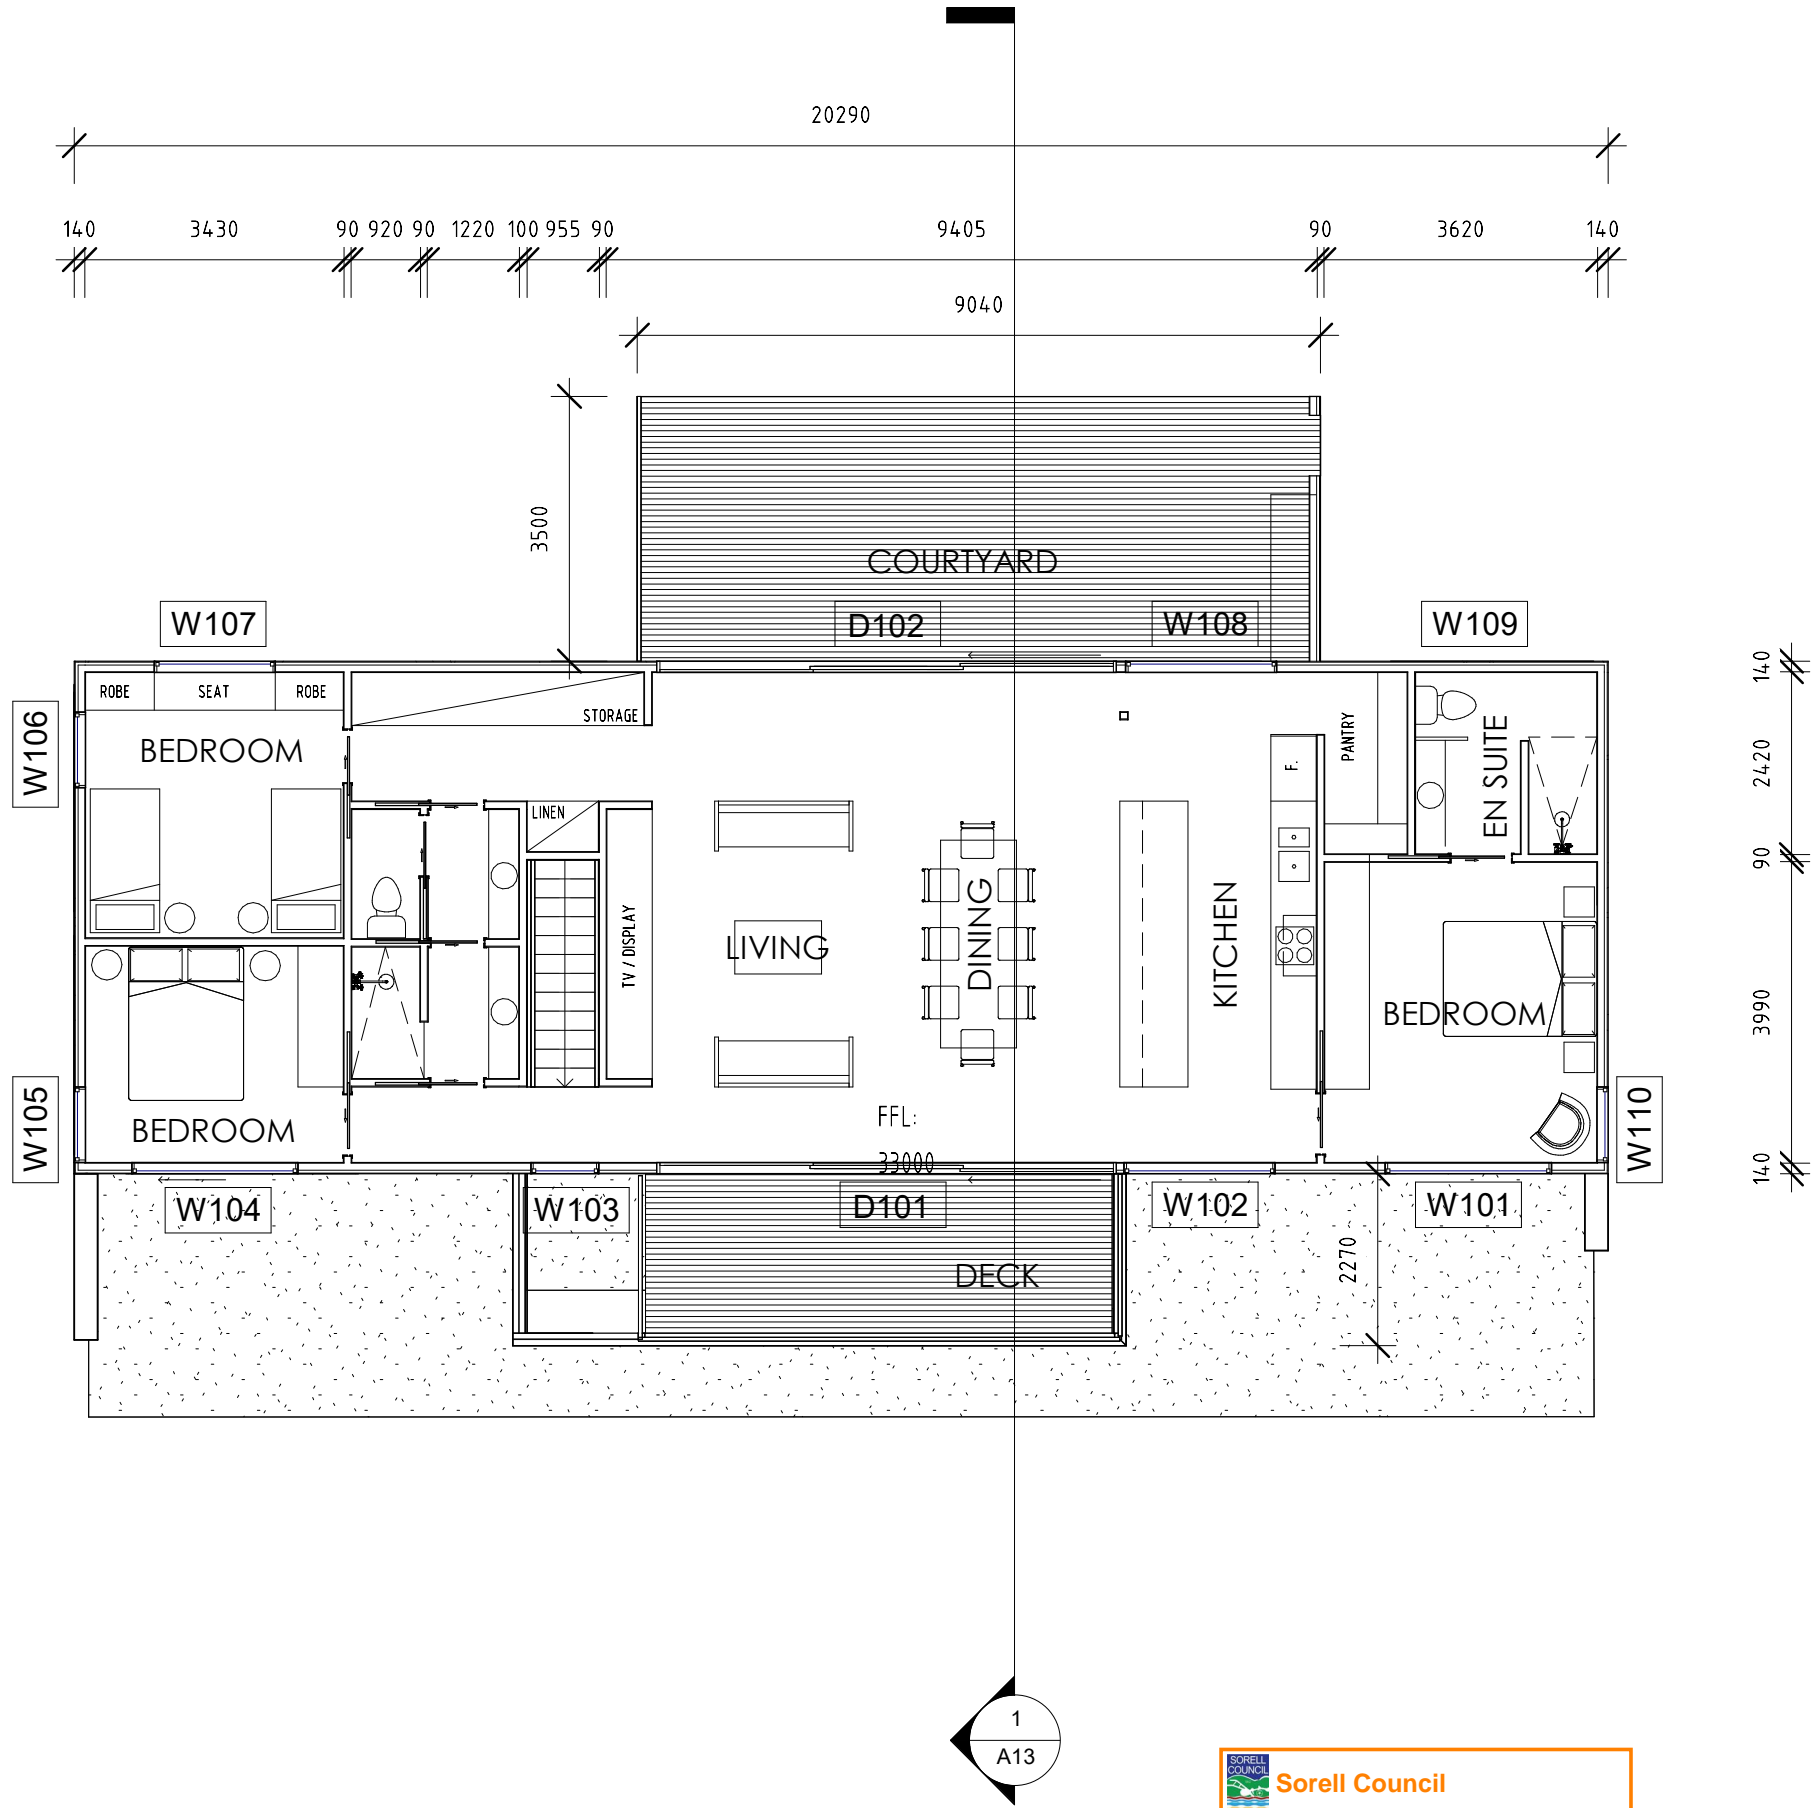 20290
140 3430 90 920 90 1220 100 955 90 9405 90 3620 140
9040
3500
COURTYARD
W107
D102
W108
W109
140
ROBE
SEAT
ROBE
STORAGE
W106
BEDROOM
PANTRY
EN SUITE
2420
F.
LINEN
90
TV / DISPLAY
LIVING
DINING
KITCHEN
BEDROOM
3990
W105
BEDROOM
FFL:
33000
W110
140
W104
W103
D101
W102
W101
2270
DECK
1
A13
SORELL
COUNCIL
Sorell Council